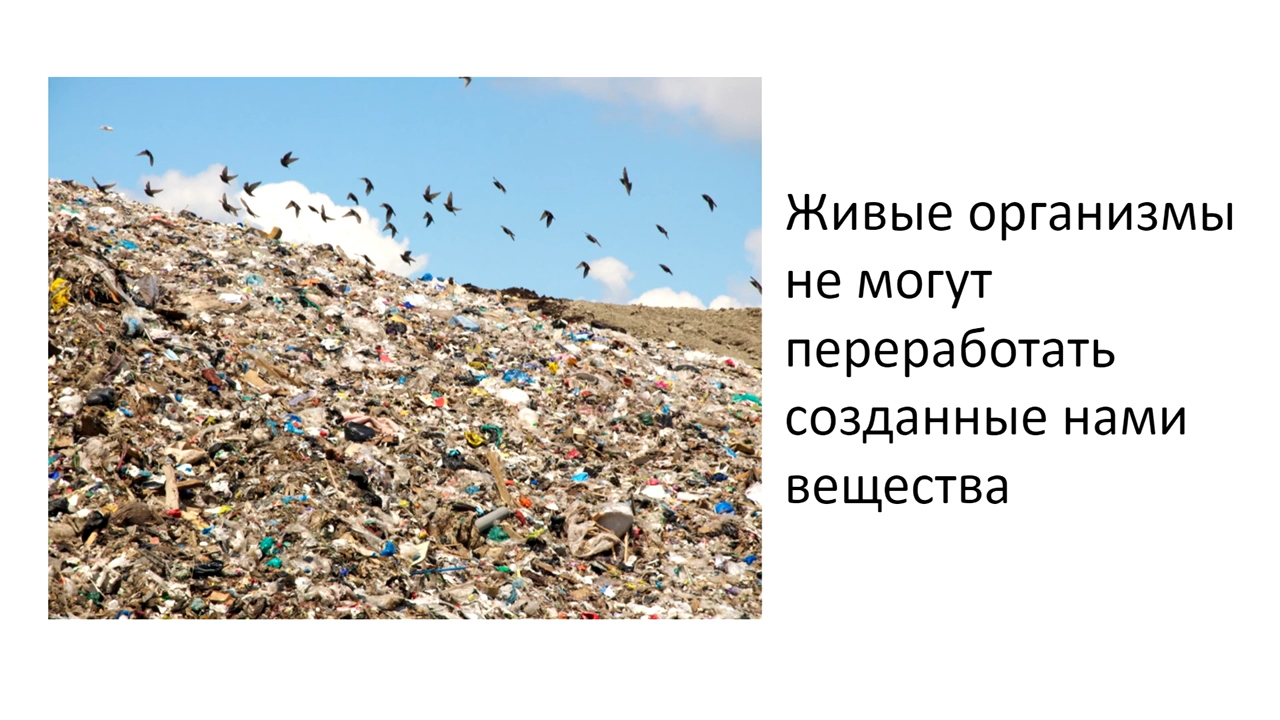 Живые организмы
не могут
переработать
созданные нами
вещества